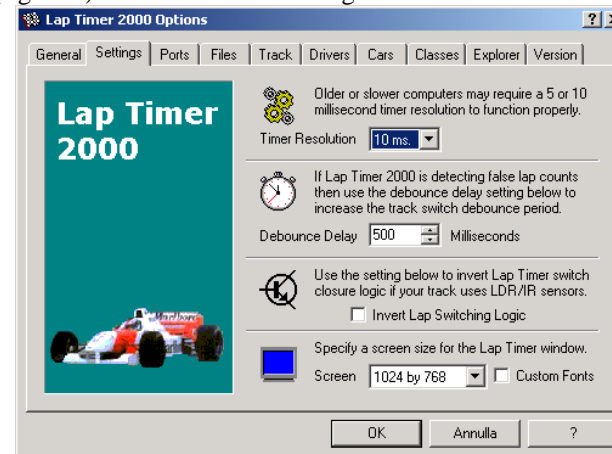 Lap Timer 2000 Options
General Settings Ports Files Track Drivers Cars Classes Explorer Version
Lap Timer
2000
Older or slower computers may require a 5 or 10
millisecond timer resolution to function properly.
Timer Resolution 10 ms.
If Lap Timer 2000 is detecting false lap counts
then use the debounce delay setting below to
increase the track switch debounce period.
Debounce Delay 500 Milliseconds
Use the setting below to invert Lap Timer switch
closure logic if your track uses LDR/IR sensors.
Invert Lap Switching Logic
Marlboro
Specify a screen size for the Lap Timer window.
Screen 1024 by 768 Custom Fonts
OK Annulla ?